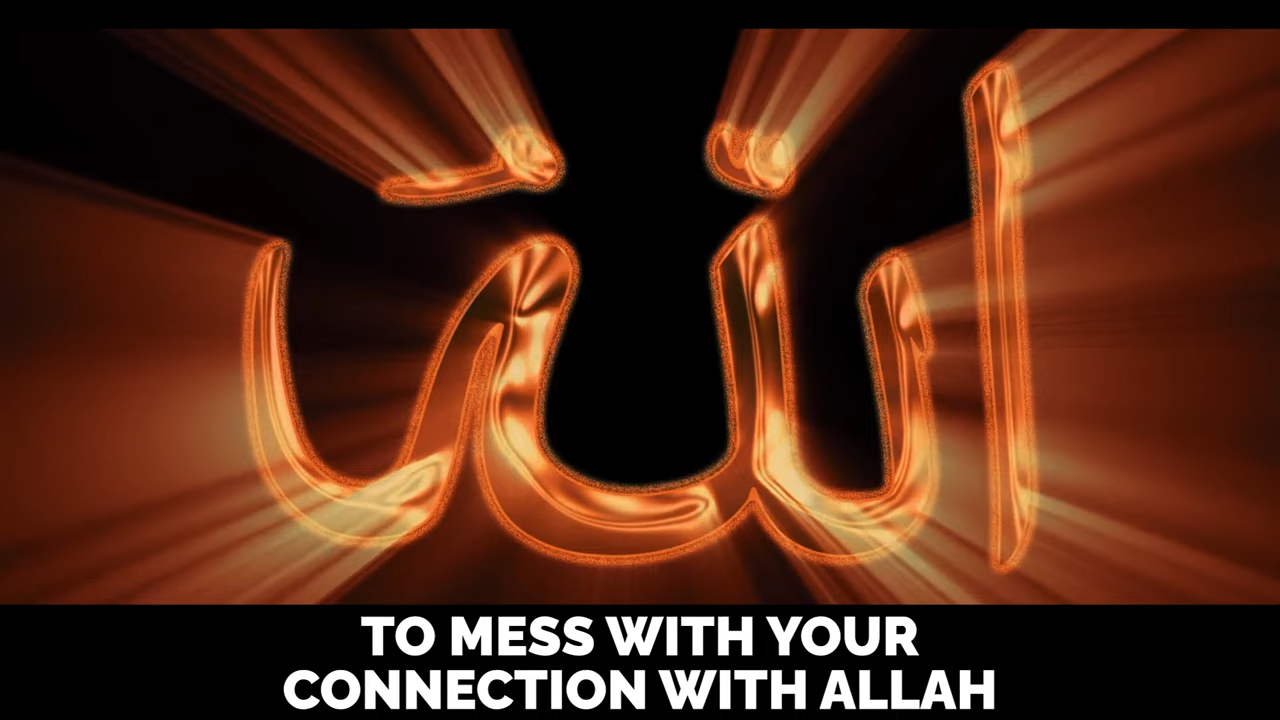 الله
TO MESS WITH YOUR
CONNECTION WITH ALLAH